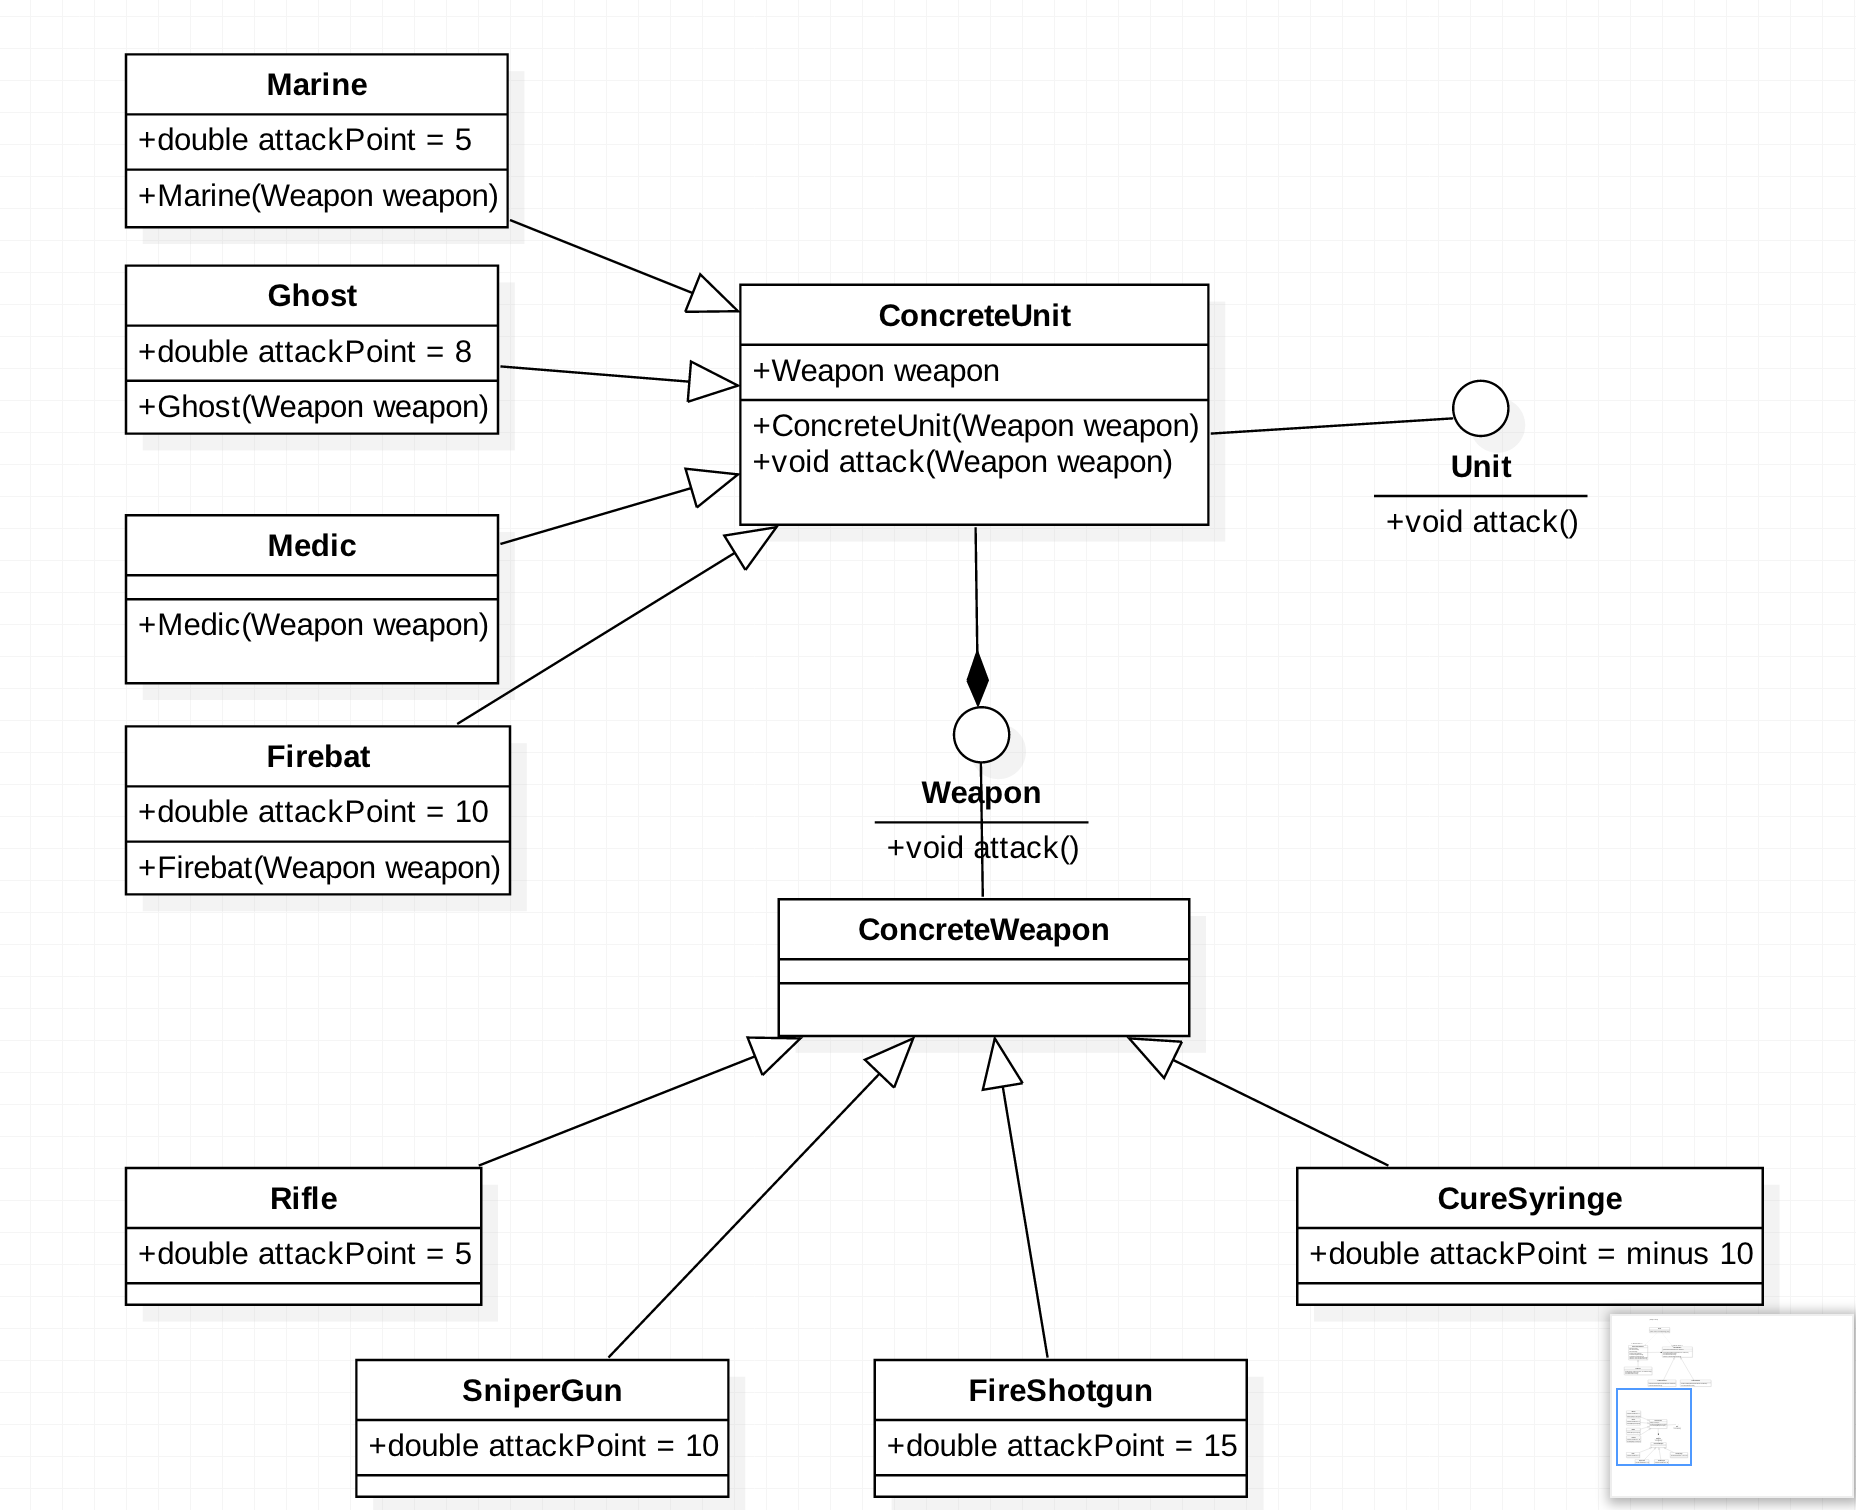 Marine
+double attackPoint = 5
+Marine(Weapon weapon)
Ghost
+double attackPoint = 8
+Ghost(Weapon weapon)
Medic
+Medic(Weapon weapon)
Firebat
+double attackPoint = 10
+Firebat(Weapon weapon)
ConcreteUnit
+Weapon weapon
+ConcreteUnit(Weapon weapon)
+void attack(Weapon weapon)
Unit
+void attack()
Weapon
+void attack()
ConcreteWeapon
Rifle
+double attackPoint = 5
SniperGun
+double attackPoint = 10
FireShotgun
+double attackPoint = 15
CureSyringe
+double attackPoint = minus 10